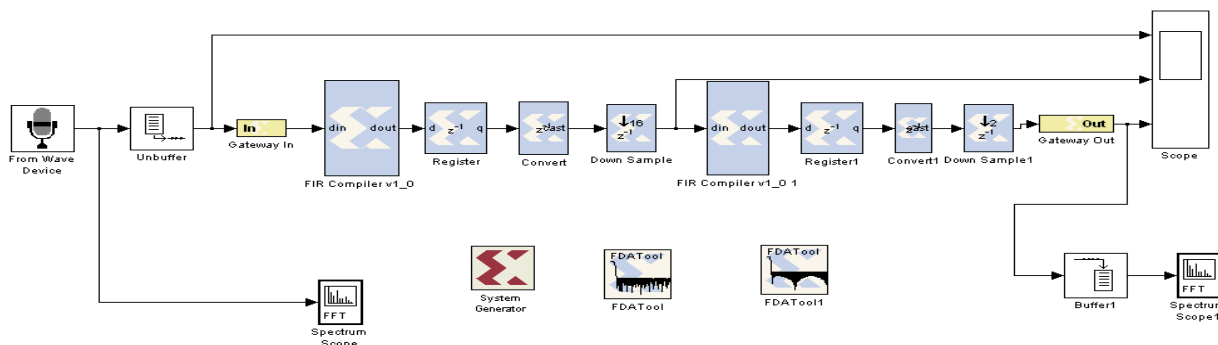 From Wave
Device
Unbuffer
In
Gateway In
din dout
FIR Compiler v1_0
d z-1 q
Register
cast
Convert
↓16
z-1
Down Sample
din dout
FIR Compiler v1_0 1
d z-1 q
Register1
cast
Convert1
↓2
z-1
Down Sample1
Out
Gateway Out
Scope
FFT
Spectrum
Scope
System
Generator
FDATool
FDATool
FDATool
FDATool1
Buffer1
FFT
Spectrum
Scope1